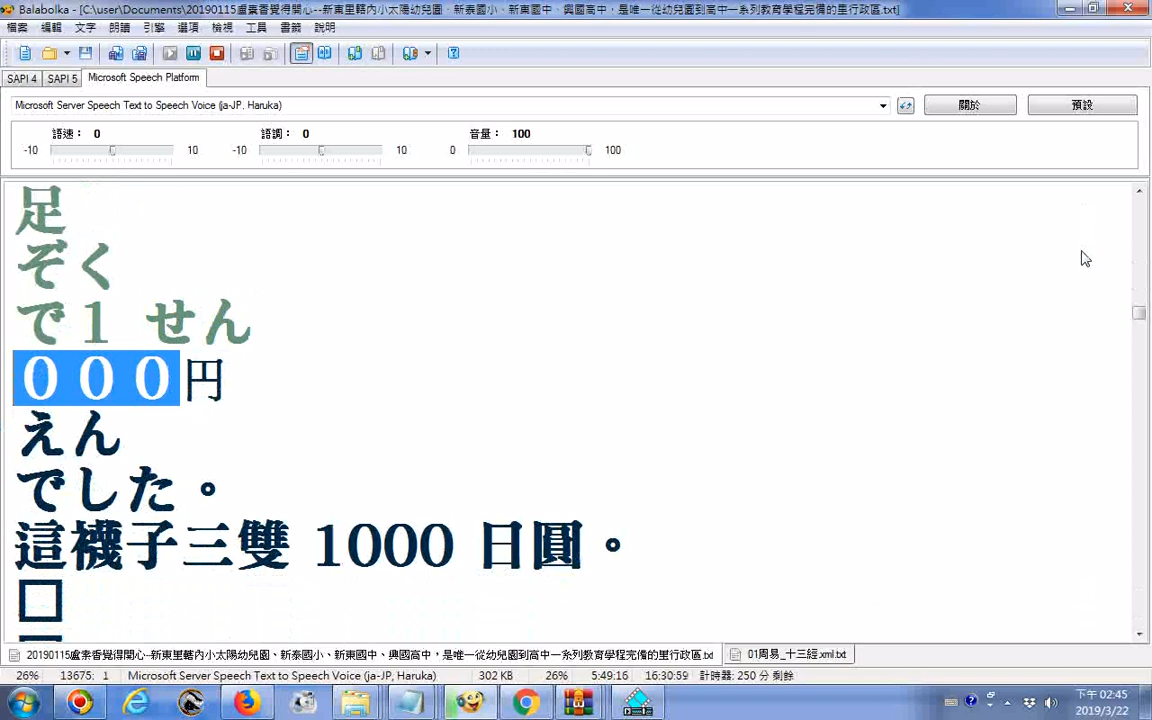 Balabolka - [C:\user\Documents\20190115盧素香覺得開心--新東里轄內小太陽幼兒園、新泰國小、新東國中、興國高中，是唯一從幼兒園到高中一系列教育學程完備的里行政區.txt]
檔案 編輯 文字 朗讀 引擎 選項 檢視 工具 書籤 說明
SAPI 4 SAPI 5 Microsoft Speech Platform
Microsoft Server Speech Text to Speech Voice (ja-JP, Haruka) 關於 預設
語速： 0 語調： 0 音量： 100
-10 10 -10 10 0 100
足
ぞく
で１ せん
０００円
えん
でした。
這襪子三雙 1000 日圓。
20190115盧素香覺得開心--新東里轄內小太陽幼兒園、新泰國小、新東國中、興國高中，是唯一從幼兒園到高中一系列教育學程完備的里行政區.txt 01周易_十三經.xml.txt
26% 13675: 1 Microsoft Server Speech Text to Speech Voice (ja-JP, Haruka) 302 KB 26% 5:49:16 16:30:59 計時器: 250 分 剩餘
下午 02:45
2019/3/22